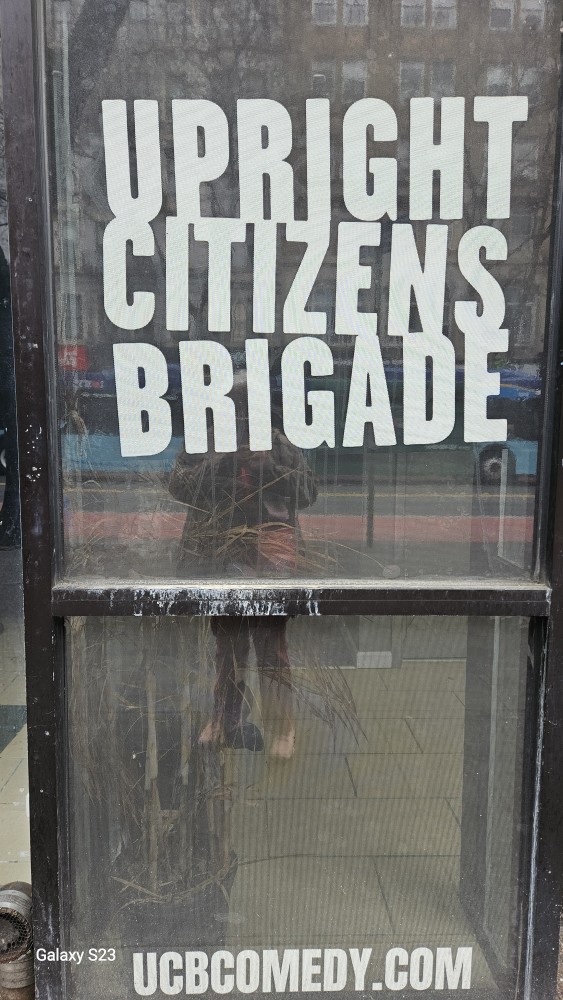 UPRIGHT
CITIZENS
BRIGADE
Galaxy S23
UCBCOMEDY.COM